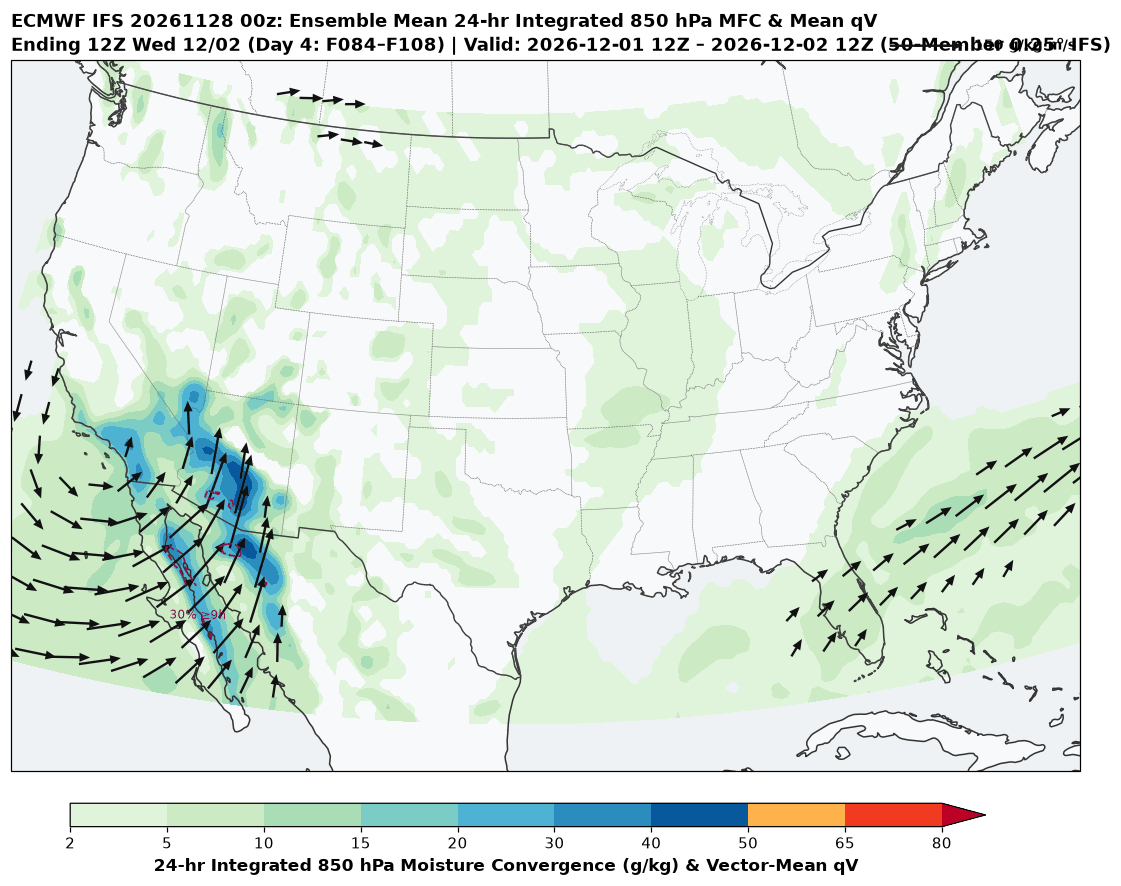 ECMWF IFS 20261128 00z: Ensemble Mean 24-hr Integrated 850 hPa MFC & Mean qV
Ending 12Z Wed 12/02 (Day 4: F084–F108) | Valid: 2026-12-01 12Z – 2026-12-02 12Z (50-Member 0.25° IFS)
30% ≥9h
2 5 10 15 20 30 40 50 65 80
24-hr Integrated 850 hPa Moisture Convergence (g/kg) & Vector-Mean qV